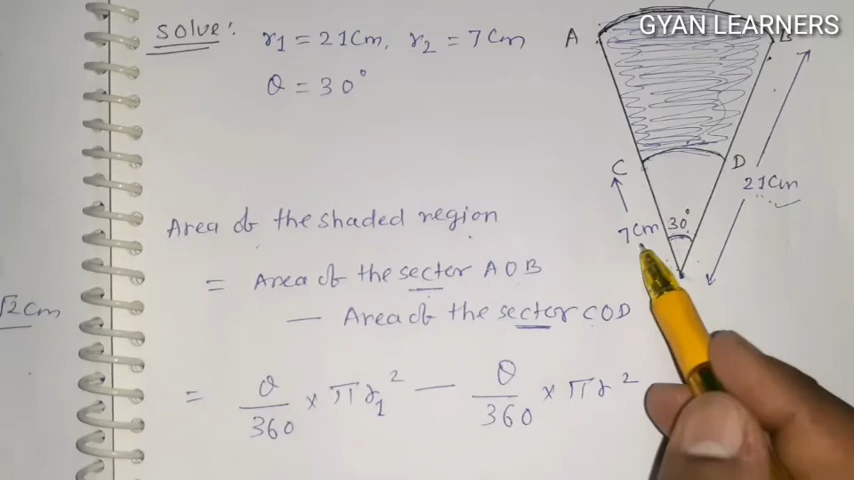 GYAN LEARNERS
solve:
r1 = 21cm, r2 = 7cm
θ = 30°
A
B
C
D
21cm
7cm
30°
Area of the shaded region
= Area of the sector AOB
— Area of the sector COD
√2cm
= θ/360 × πr1² — θ/360 × πr²